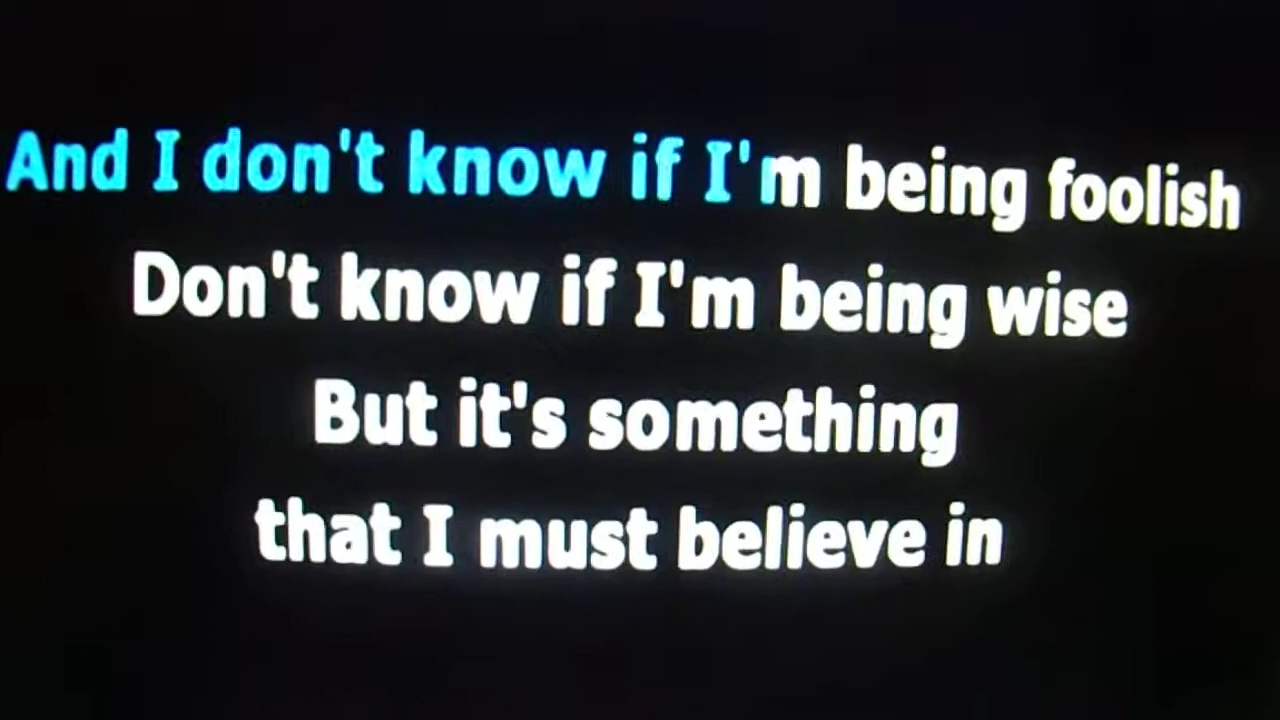 And I don't know if I'm being foolish
Don't know if I'm being wise
But it's something
that I must believe in